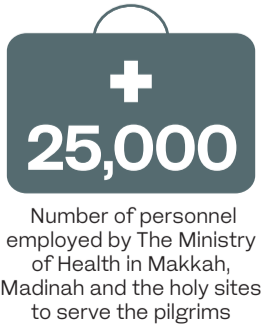 25,000
Number of personnel
employed by The Ministry
of Health in Makkah,
Madinah and the holy sites
to serve the pilgrims